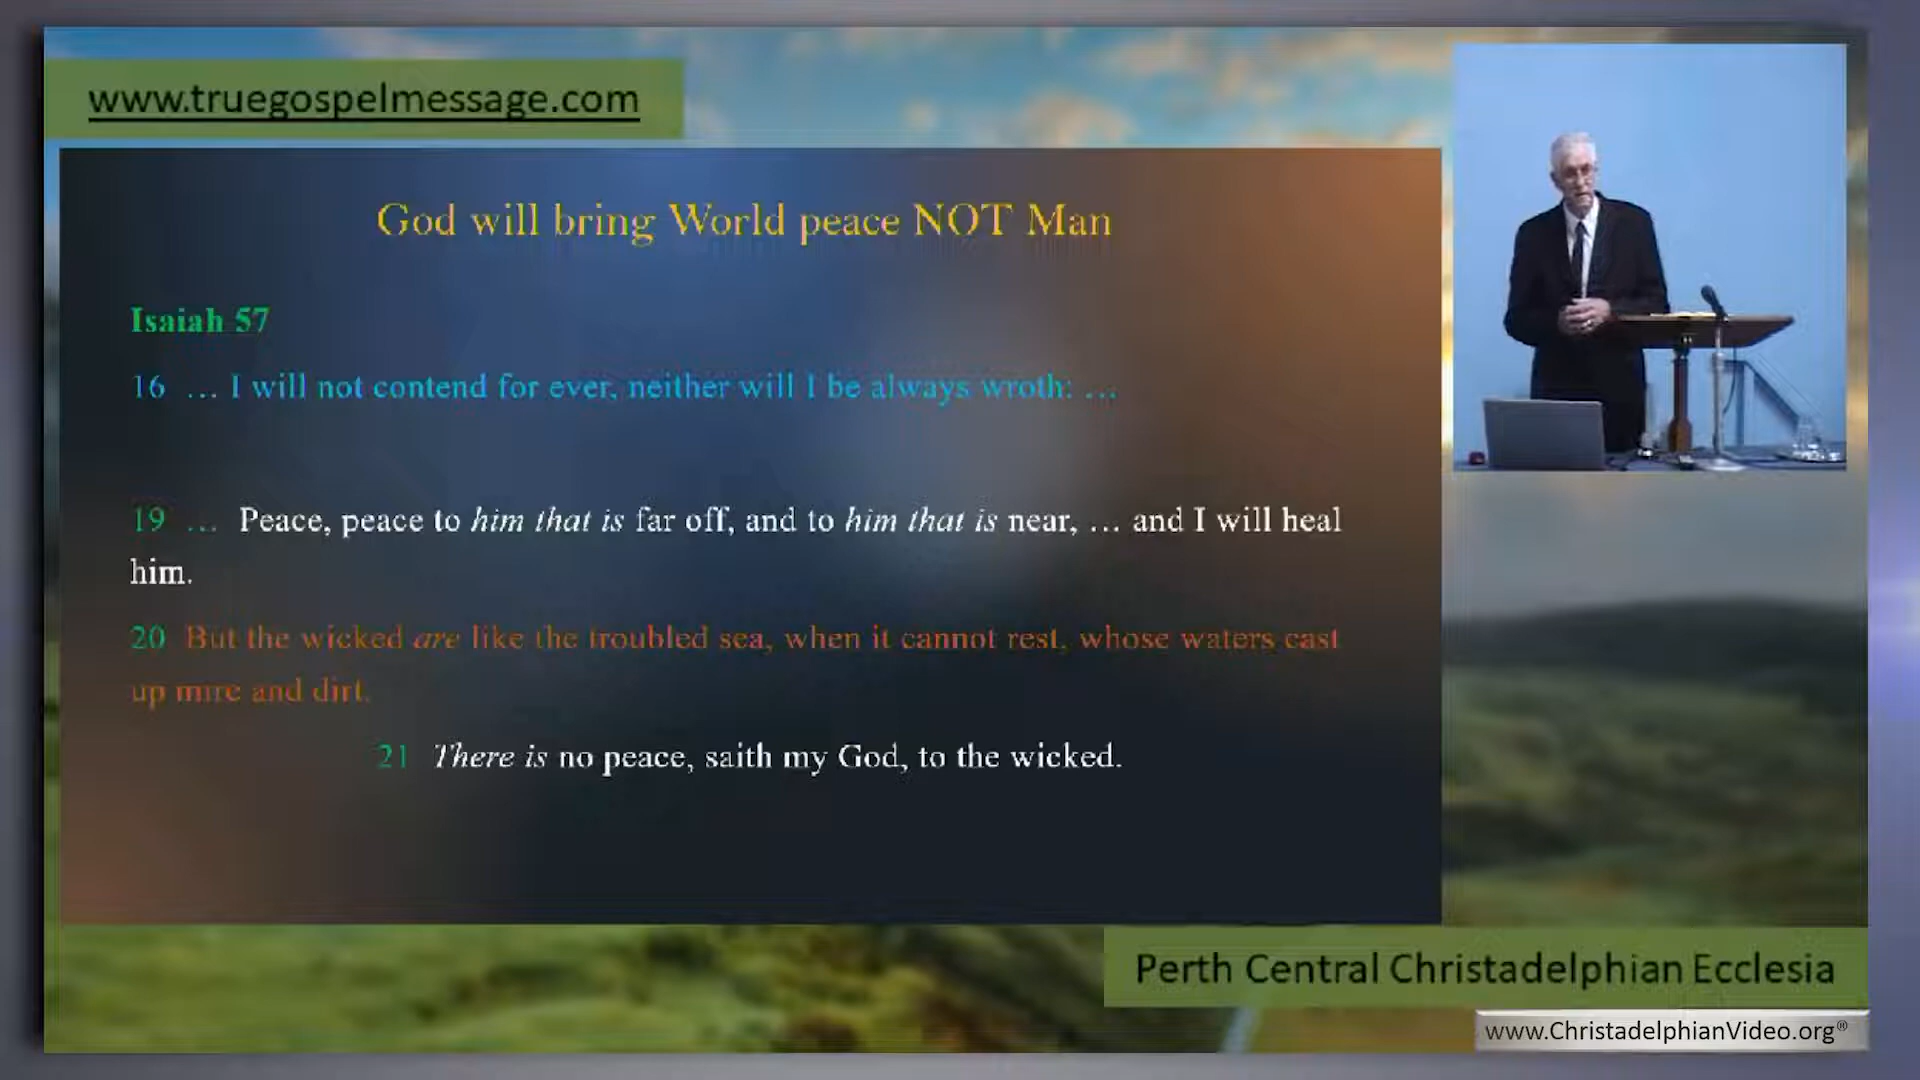 www.truegospelmessage.com
God will bring World peace NOT Man
Isaiah 57
16 … I will not contend for ever, neither will I be always wroth: …
19 … Peace, peace to him that is far off, and to him that is near, … and I will heal
him.
20 But the wicked are like the troubled sea, when it cannot rest, whose waters cast
up mire and dirt.
21 There is no peace, saith my God, to the wicked.
Perth Central Christadelphian Ecclesia
www.ChristadelphianVideo.org®